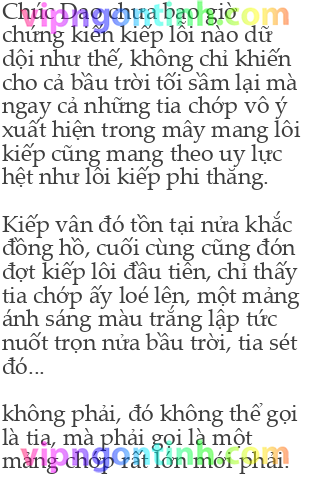 Chúc Dao chưa bao giờ
vipngontinh.com
chứng kiến kiếp lôi nào dữ
dội như thế, không chỉ khiến
cho cả bầu trời tối sầm lại mà
ngay cả những tia chớp vô ý
xuất hiện trong mây mang lôi
kiếp cũng mang theo uy lực
hệt như lôi kiếp phi thăng.
Kiếp vân đó tồn tại nửa khắc
đồng hồ, cuối cùng cũng đón
đợt kiếp lôi đầu tiên, chỉ thấy
tia chớp ấy loé lên, một mảng
ánh sáng màu trắng lập tức
nuốt trọn nửa bầu trời, tia sét
đó...
không phải, đó không thể gọi
là tia, mà phải gọi là một
vipngontinh.com
mảng chớp rất lớn mới phải.